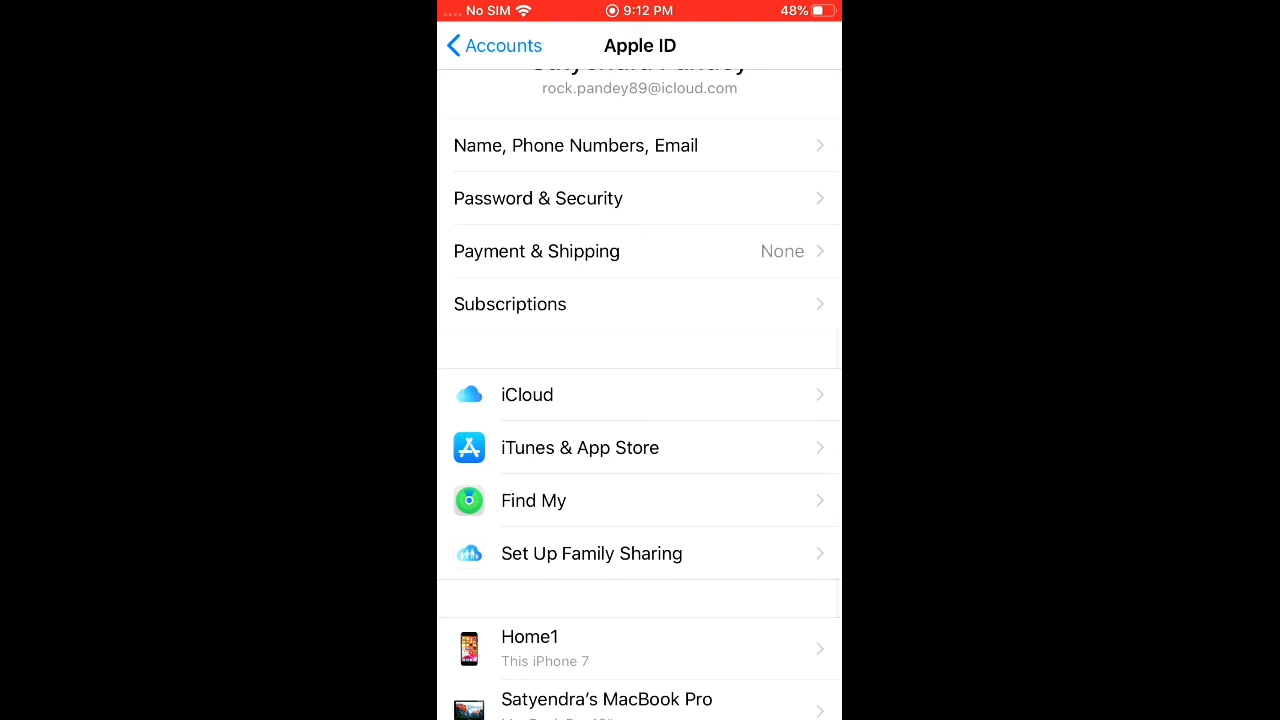 No SIM 9:12 PM 48%
Accounts Apple ID
rock.pandey89@icloud.com
Name, Phone Numbers, Email
Password & Security
Payment & Shipping None
Subscriptions
iCloud
iTunes & App Store
Find My
Set Up Family Sharing
Home1
This iPhone 7
Satyendra's MacBook Pro